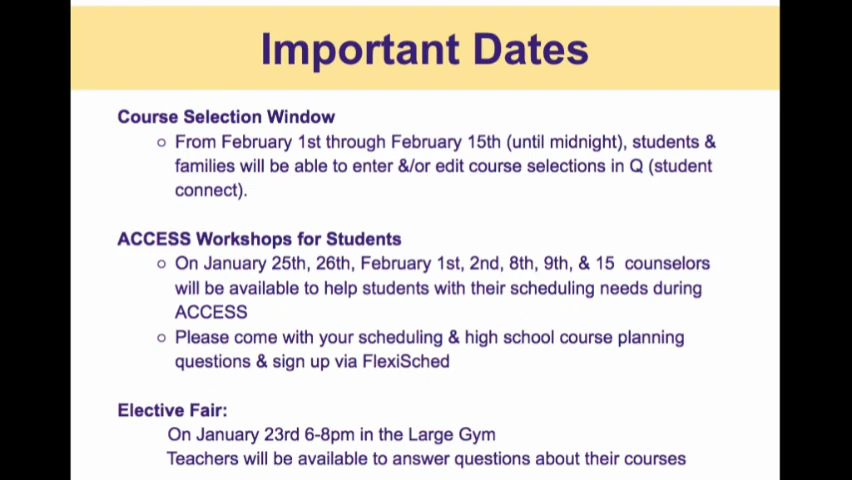 Important Dates
Course Selection Window
○ From February 1st through February 15th (until midnight), students &
families will be able to enter &/or edit course selections in Q (student
connect).
ACCESS Workshops for Students
○ On January 25th, 26th, February 1st, 2nd, 8th, 9th, & 15 counselors
will be available to help students with their scheduling needs during
ACCESS
○ Please come with your scheduling & high school course planning
questions & sign up via FlexiSched
Elective Fair:
On January 23rd 6-8pm in the Large Gym
Teachers will be available to answer questions about their courses